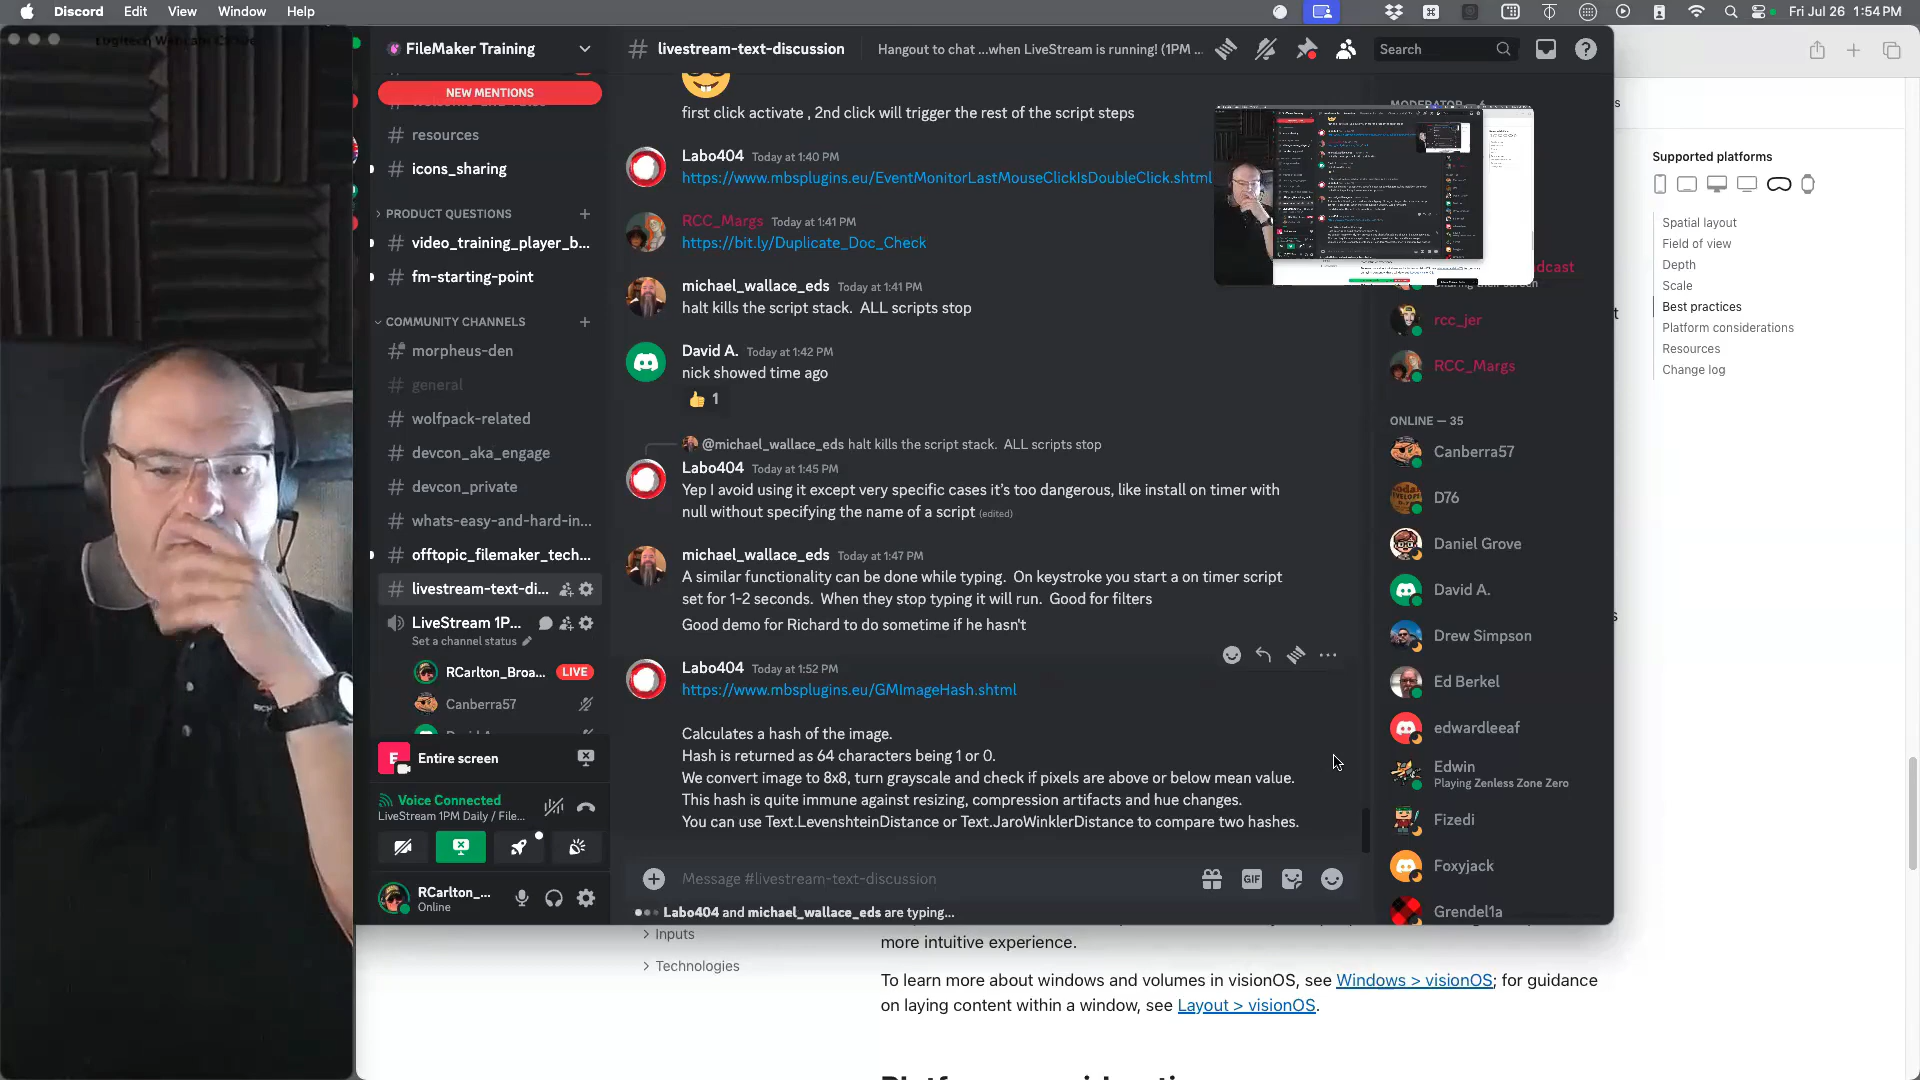 Discord Edit View Window Help
Fri Jul 26 1:54 PM
FileMaker Training
NEW MENTIONS
# resources
# icons_sharing
PRODUCT QUESTIONS
# video_training_player_b...
# fm-starting-point
COMMUNITY CHANNELS
# morpheus-den
# general
# wolfpack-related
# devcon_aka_engage
# devcon_private
# whats-easy-and-hard-in...
# offtopic_filemaker_tech...
# livestream-text-di...
LiveStream 1P...
Set a channel status
RCarlton_Broa... LIVE
Canberra57
Entire screen
Voice Connected
LiveStream 1PM Daily / File...
RCarlton_...
Online
# livestream-text-discussion
Hangout to chat ...when LiveStream is running! (1PM ...
Search
first click activate , 2nd click will trigger the rest of the script steps
Labo404 Today at 1:40 PM
https://www.mbsplugins.eu/EventMonitorLastMouseClickIsDoubleClick.shtml
RCC_Margs Today at 1:41 PM
https://bit.ly/Duplicate_Doc_Check
michael_wallace_eds Today at 1:41 PM
halt kills the script stack. ALL scripts stop
David A. Today at 1:42 PM
nick showed time ago
👍 1
@michael_wallace_eds halt kills the script stack. ALL scripts stop
Labo404 Today at 1:45 PM
Yep I avoid using it except very specific cases it's too dangerous, like install on timer with
null without specifying the name of a script (edited)
michael_wallace_eds Today at 1:47 PM
A similar functionality can be done while typing. On keystroke you start a on timer script
set for 1-2 seconds. When they stop typing it will run. Good for filters
Good demo for Richard to do sometime if he hasn't
Labo404 Today at 1:52 PM
https://www.mbsplugins.eu/GMImageHash.shtml
Calculates a hash of the image.
Hash is returned as 64 characters being 1 or 0.
We convert image to 8x8, turn grayscale and check if pixels are above or below mean value.
This hash is quite immune against resizing, compression artifacts and hue changes.
You can use Text.LevenshteinDistance or Text.JaroWinklerDistance to compare two hashes.
Message #livestream-text-discussion
GIF
Labo404 and michael_wallace_eds are typing...
rcc_jer
RCC_Margs
ONLINE — 35
Canberra57
D76
Daniel Grove
David A.
Drew Simpson
Ed Berkel
edwardleeaf
Edwin
Playing Zenless Zone Zero
Fizedi
Foxyjack
Grendel1a
Supported platforms
Spatial layout
Field of view
Depth
Scale
Best practices
Platform considerations
Resources
Change log
Inputs
Technologies
more intuitive experience.
To learn more about windows and volumes in visionOS, see Windows > visionOS; for guidance
on laying content within a window, see Layout > visionOS.